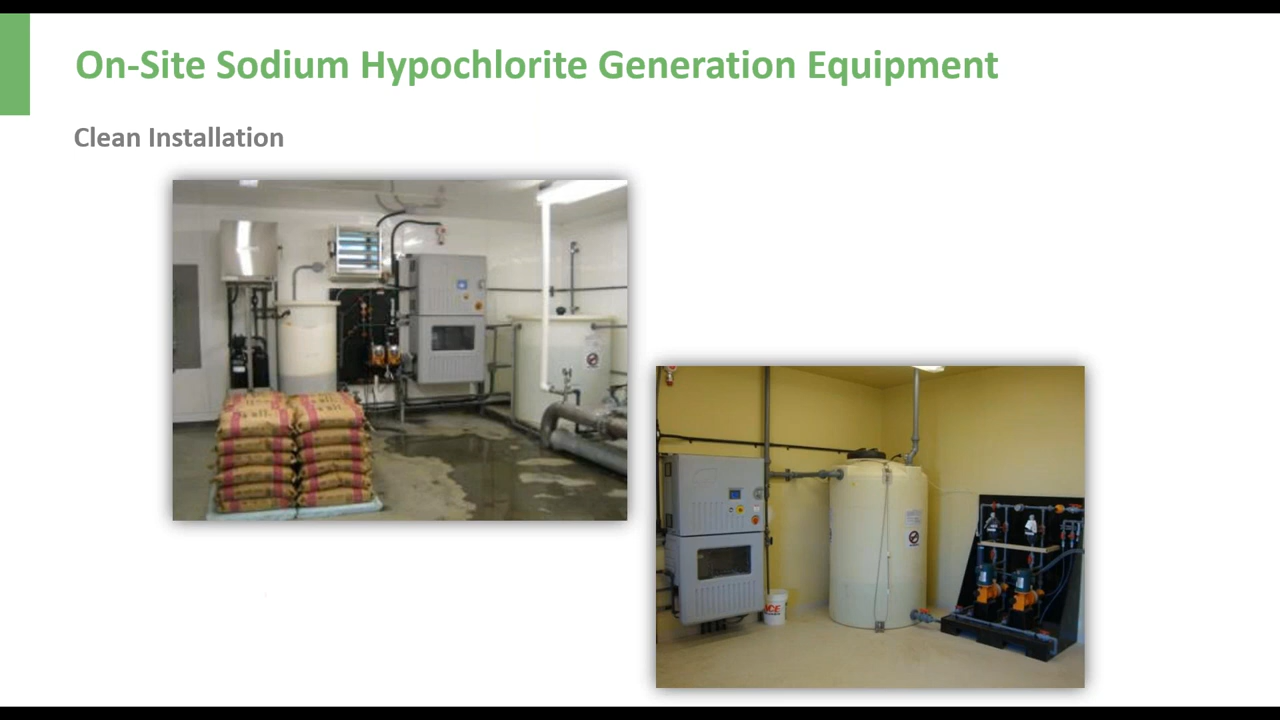 On-Site Sodium Hypochlorite Generation Equipment
Clean Installation
ACE